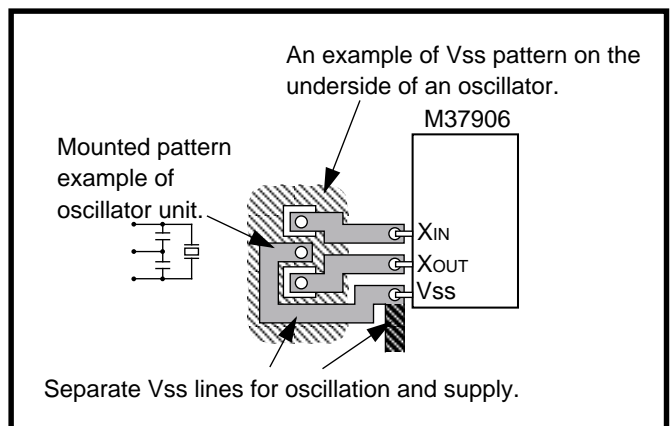 An example of Vss pattern on the
underside of an oscillator.
M37906
Mounted pattern
example of
oscillator unit.
XIN
XOUT
Vss
Separate Vss lines for oscillation and supply.